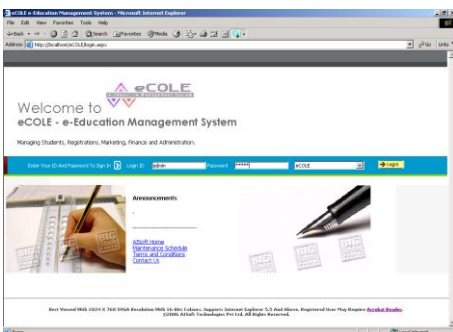 eCOLE e-Education Management System - Microsoft Internet Explorer
File Edit View Favorites Tools Help
Back Search Favorites Media
Address http://localhost/eCOLE/login.aspx Go Links
eCOLE
Welcome to
eCOLE - e-Education Management System
Managing Students, Registrations, Marketing, Finance and Administration.
Enter Your ID And Password To Sign In Login ID admin Password ***** eCOLE Login
Announcements
.
AISoft Home
Maintenance Schedule
Terms and Conditions
Contact Us
Best Viewed With 1024 X 768 SVGA Resolution With 16-Bit Colours. Supports Internet Explorer 5.5 And Above. Registered User May Require Acrobat Reader.
©2006 AISoft Technologies Pte Ltd. All Rights Reserved.